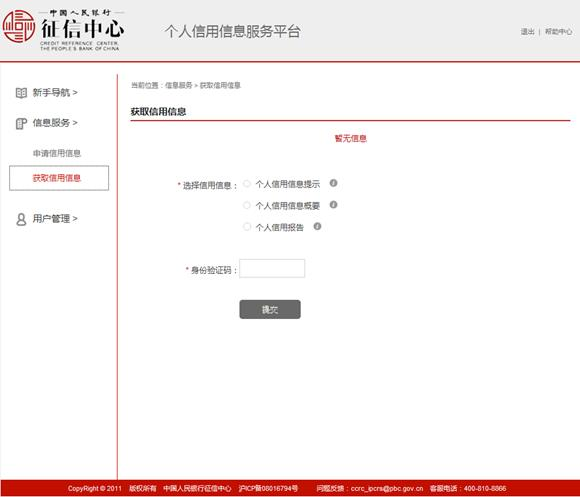 中国人民银行
征信中心
CREDIT REFERENCE CENTER,
THE PEOPLE'S BANK OF CHINA
个人信用信息服务平台
退出 | 帮助中心
新手导航 >
信息服务 >
申请信用信息
获取信用信息
用户管理 >
当前位置：信息服务 > 获取信用信息
获取信用信息
暂无信息
* 选择信用信息：
个人信用信息提示
个人信用信息概要
个人信用报告
* 身份验证码：
提交
CopyRight © 2011 版权所有 中国人民银行征信中心 沪ICP备08016794号 问题反馈：ccrc_ipcrs@pbc.gov.cn 客服电话：400-810-8866